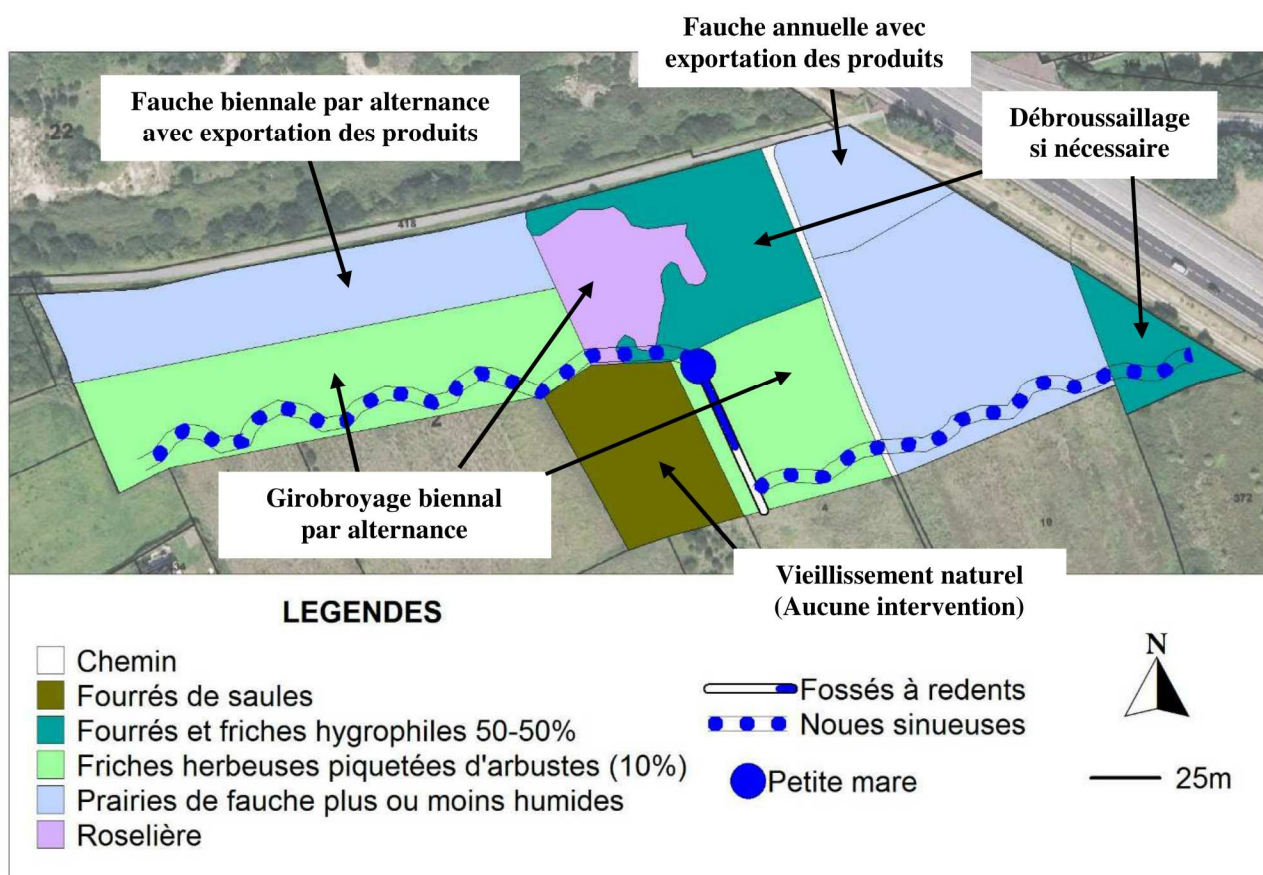 Fauche annuelle avec
exportation des produits
Fauche biennale par alternance
avec exportation des produits
Débroussaillage
si nécessaire
22
418
2
Girobroyage biennal
par alternance
4
19
372
Vieillissement naturel
(Aucune intervention)
LEGENDES
Chemin
Fourrés de saules
Fourrés et friches hygrophiles 50-50%
Friches herbeuses piquetées d'arbustes (10%)
Prairies de fauche plus ou moins humides
Roselière
Fossés à redents
Noues sinueuses
Petite mare
N
25m